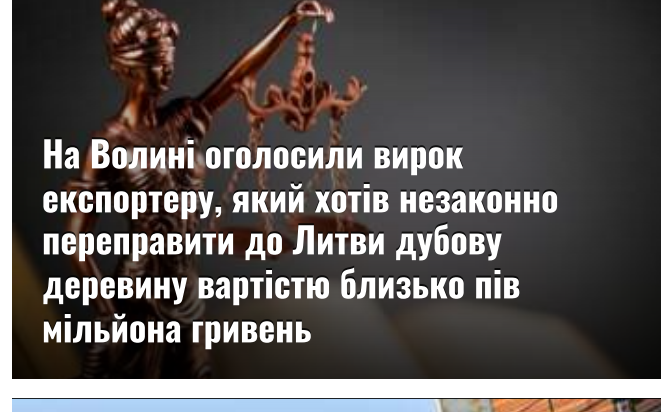 На Волині оголосили вирок
експортеру, який хотів незаконно
переправити до Литви дубову
деревину вартістю близько пів
мільйона гривень